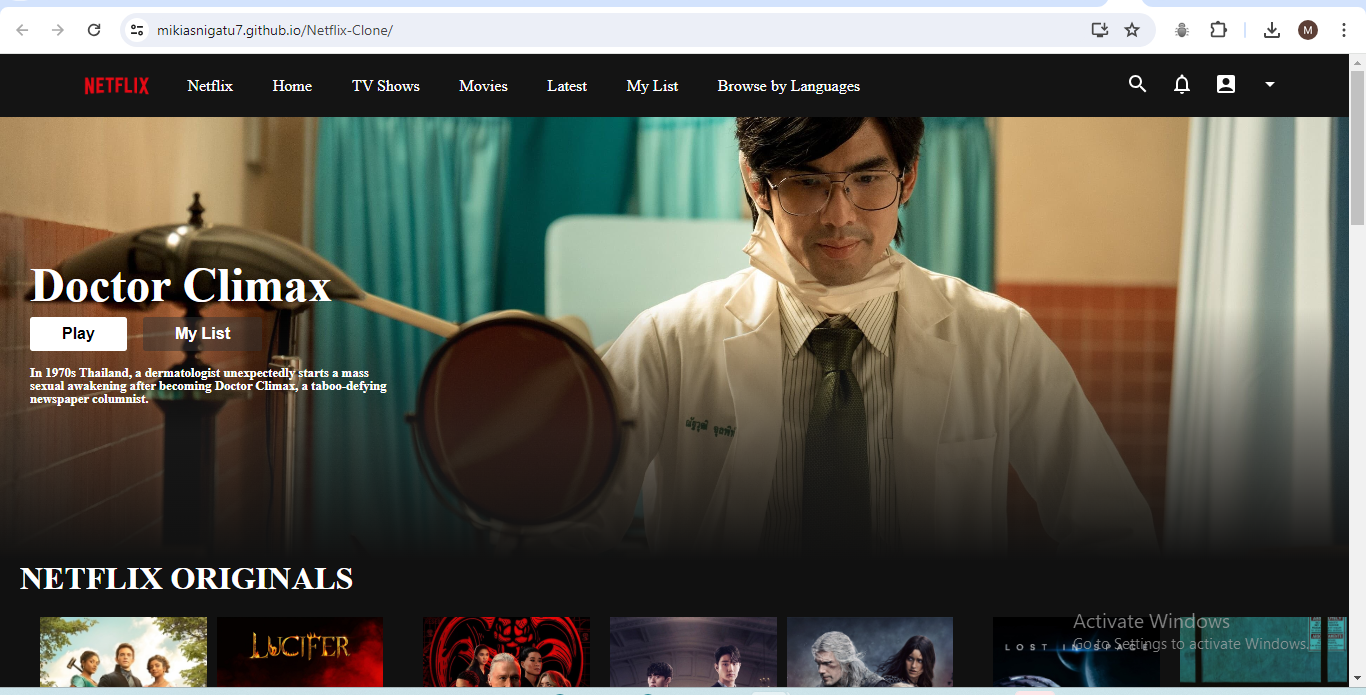 mikiasnigatu7.github.io/Netflix-Clone/
M
NETFLIX
Netflix
Home
TV Shows
Movies
Latest
My List
Browse by Languages
Doctor Climax
Play
My List
In 1970s Thailand, a dermatologist unexpectedly starts a mass
sexual awakening after becoming Doctor Climax, a taboo-defying
newspaper columnist.
NETFLIX ORIGINALS
LUCIFER
LOST IN SPACE
Activate Windows
Go to Settings to activate Windows.